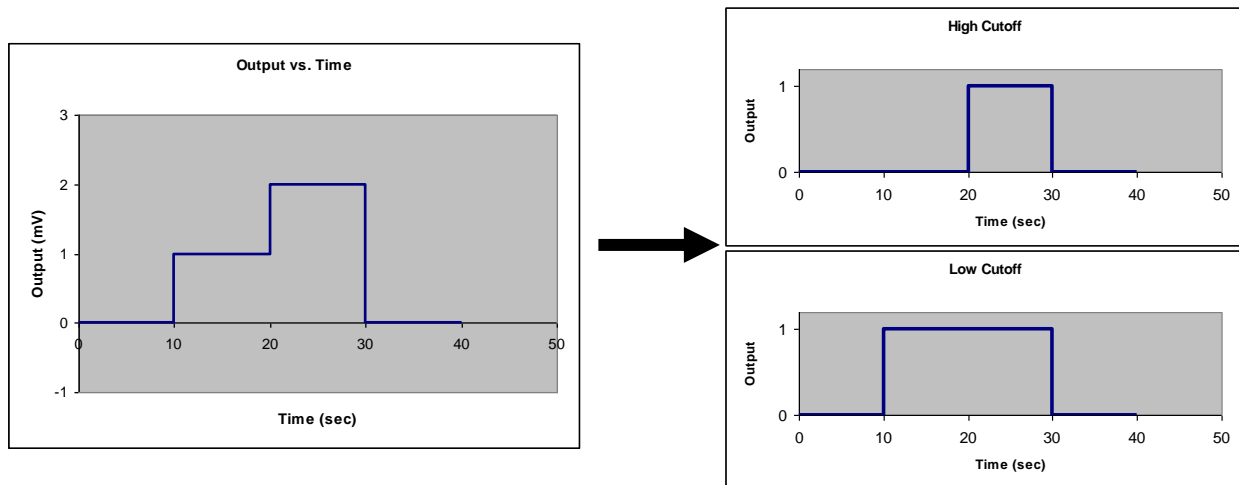 Output vs. Time
3
2
1
0
-1
0 10 20 30 40 50
Output (mV)
Time (sec)
High Cutoff
1
0
0 10 20 30 40 50
Output
Time (sec)
Low Cutoff
1
0
0 10 20 30 40 50
Output
Time (sec)